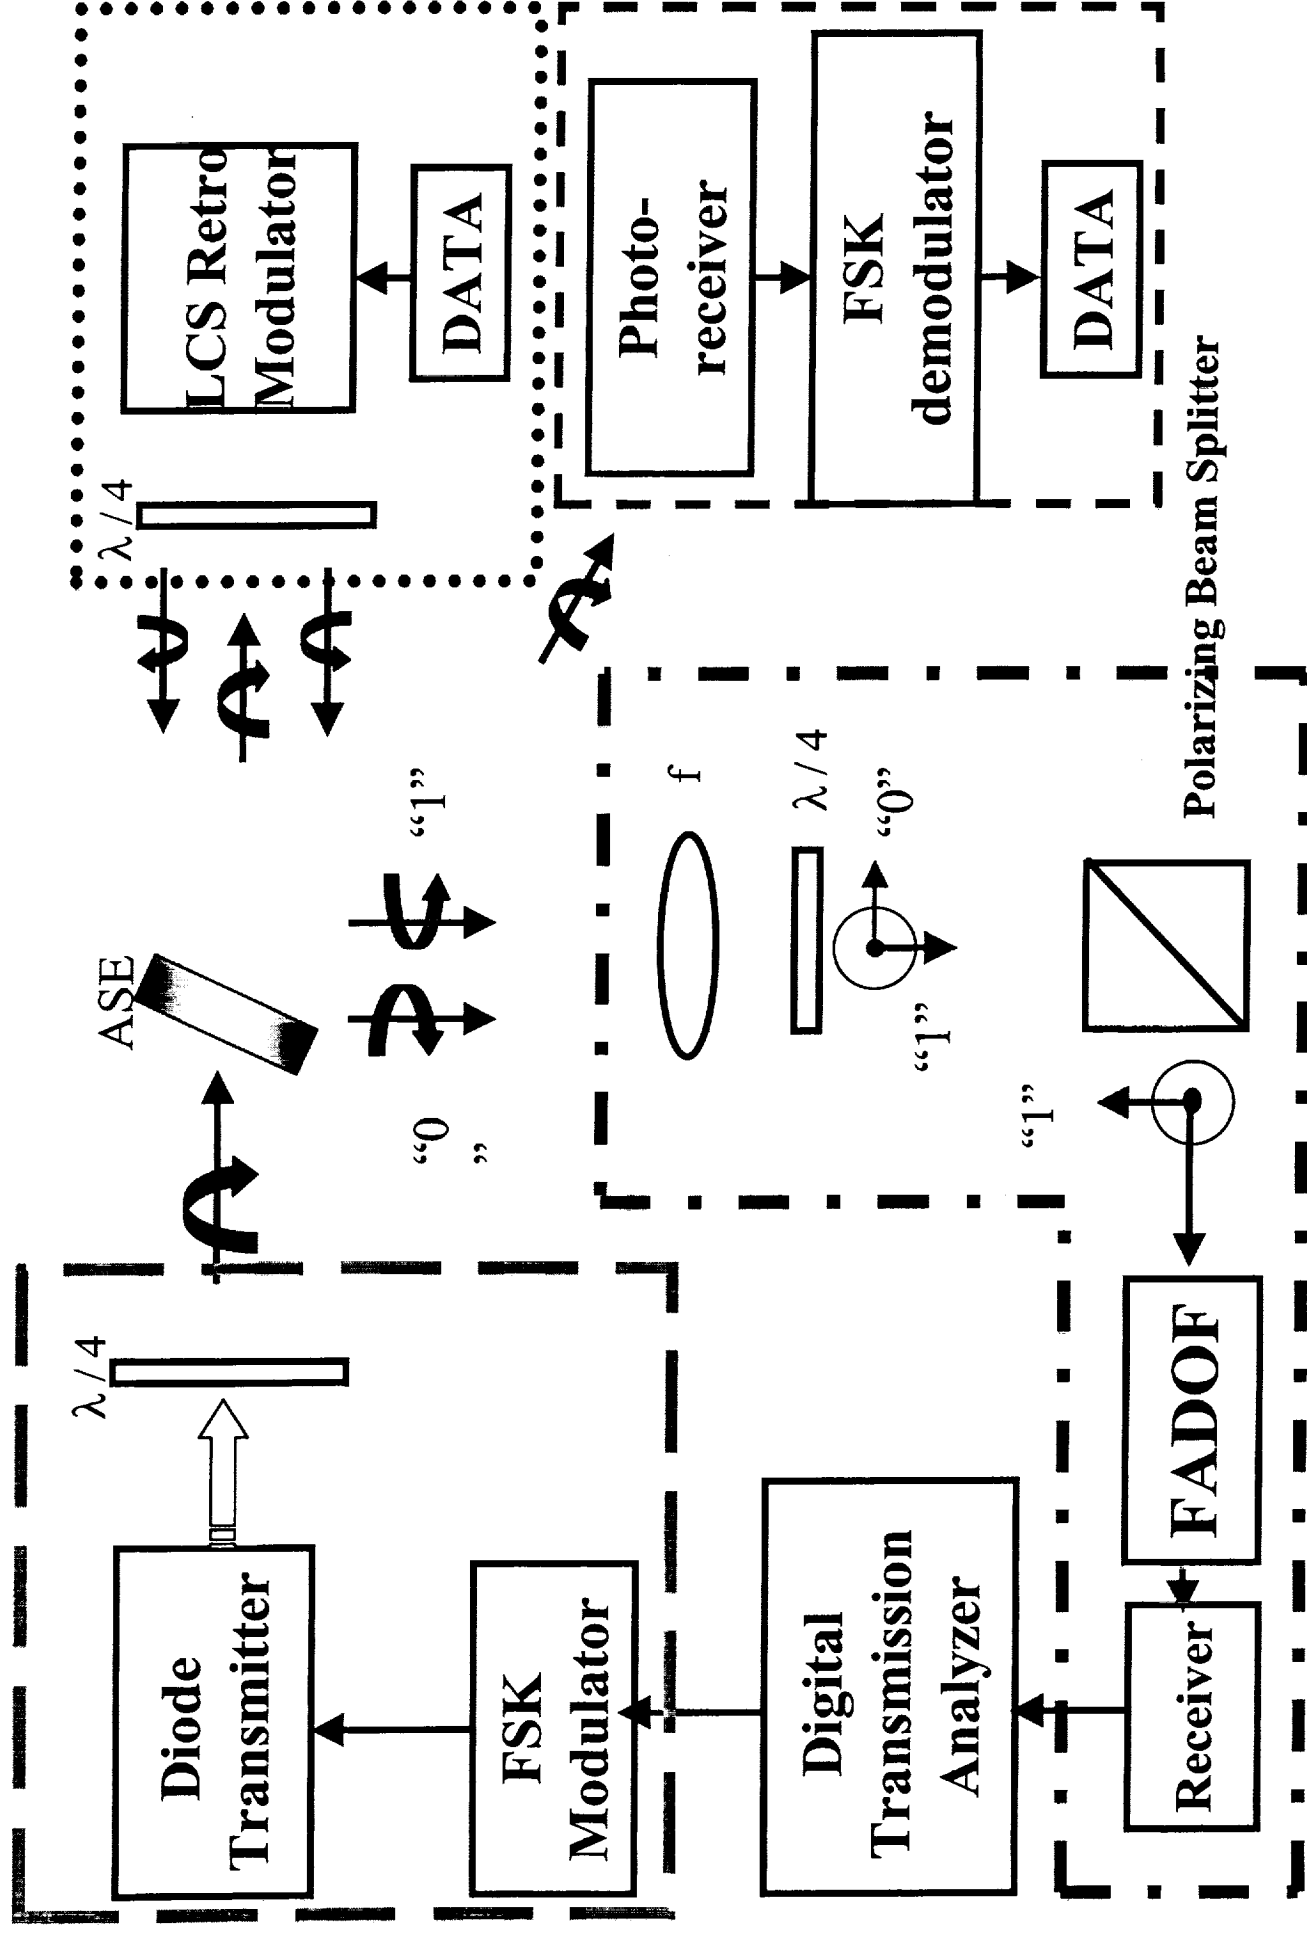 Diode
Transmitter
λ / 4
FSK
Modulator
Digital
Transmission
Analyzer
Receiver
FADOF
ASE
“0
”
“1”
λ / 4
LCS Retro
Modulator
DATA
Photo-
receiver
FSK
demodulator
DATA
f
λ / 4
“0”
“1”
“1”
Polarizing Beam Splitter